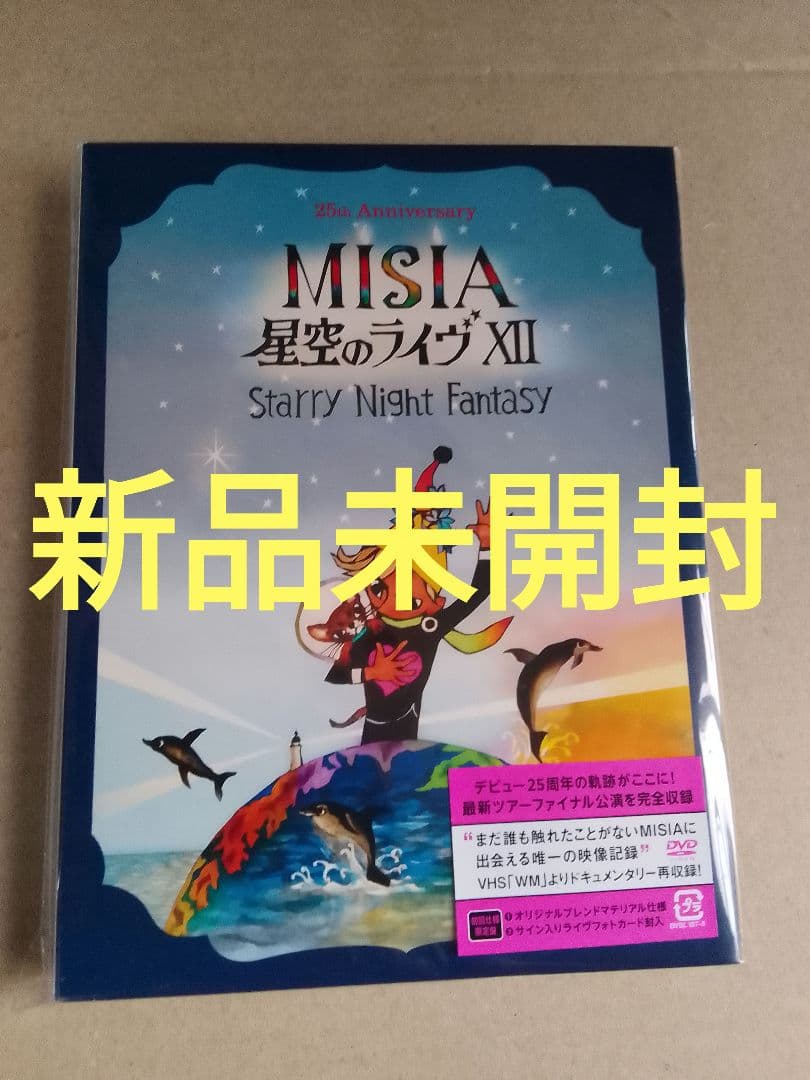 25th Anniversary
MISIA
星空のライヴ XII
Starry Night Fantasy
新品未開封
デビュー25周年の軌跡がここに!
最新ツアーファイナル公演を完全収録
“まだ誰も触れたことがないMISIAに
出会える唯一の映像記録”
DVD
VHS「WM」よりドキュメンタリー再収録!
初回仕様
限定盤
❶オリジナルブレンドマテリアル仕様
❷サイン入りライヴフォトカード封入
プラ